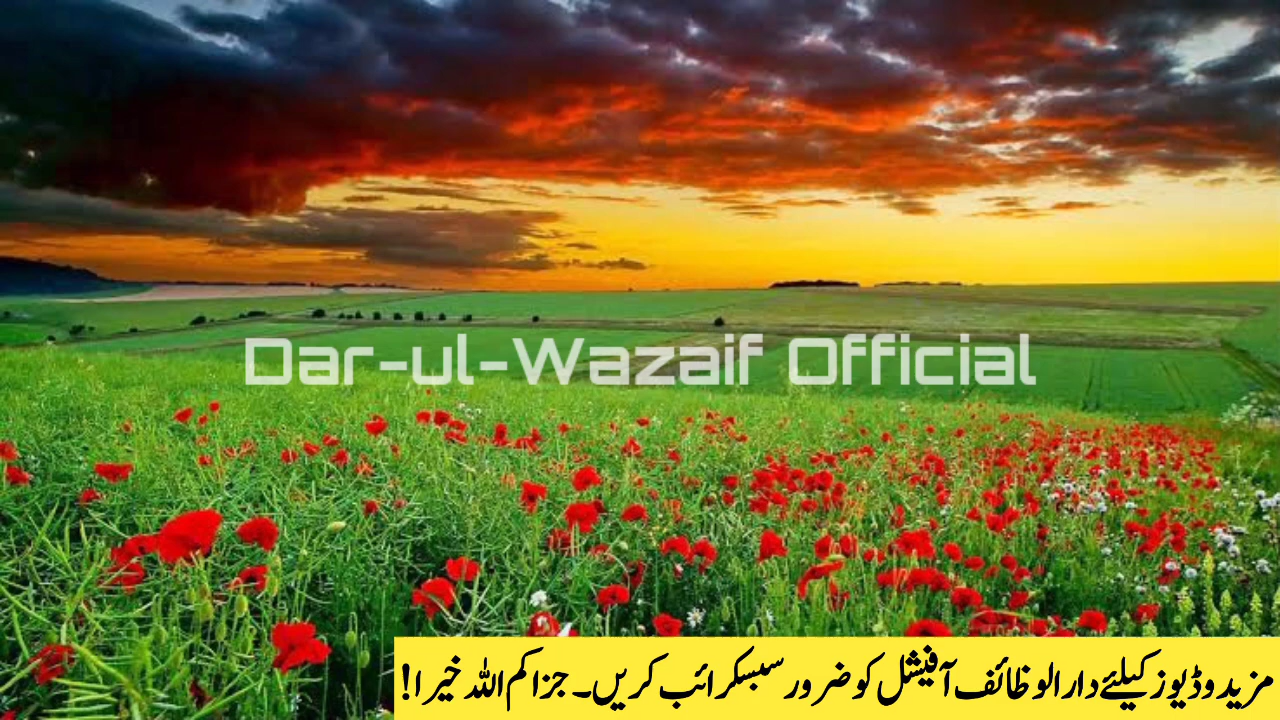 Dar-ul-Wazaif Official
مزید وڈیوز کیلئے دارالوظائف آفیشل کو ضرور سبسکرائب کریں۔ جزاکم اللہ خیرا!